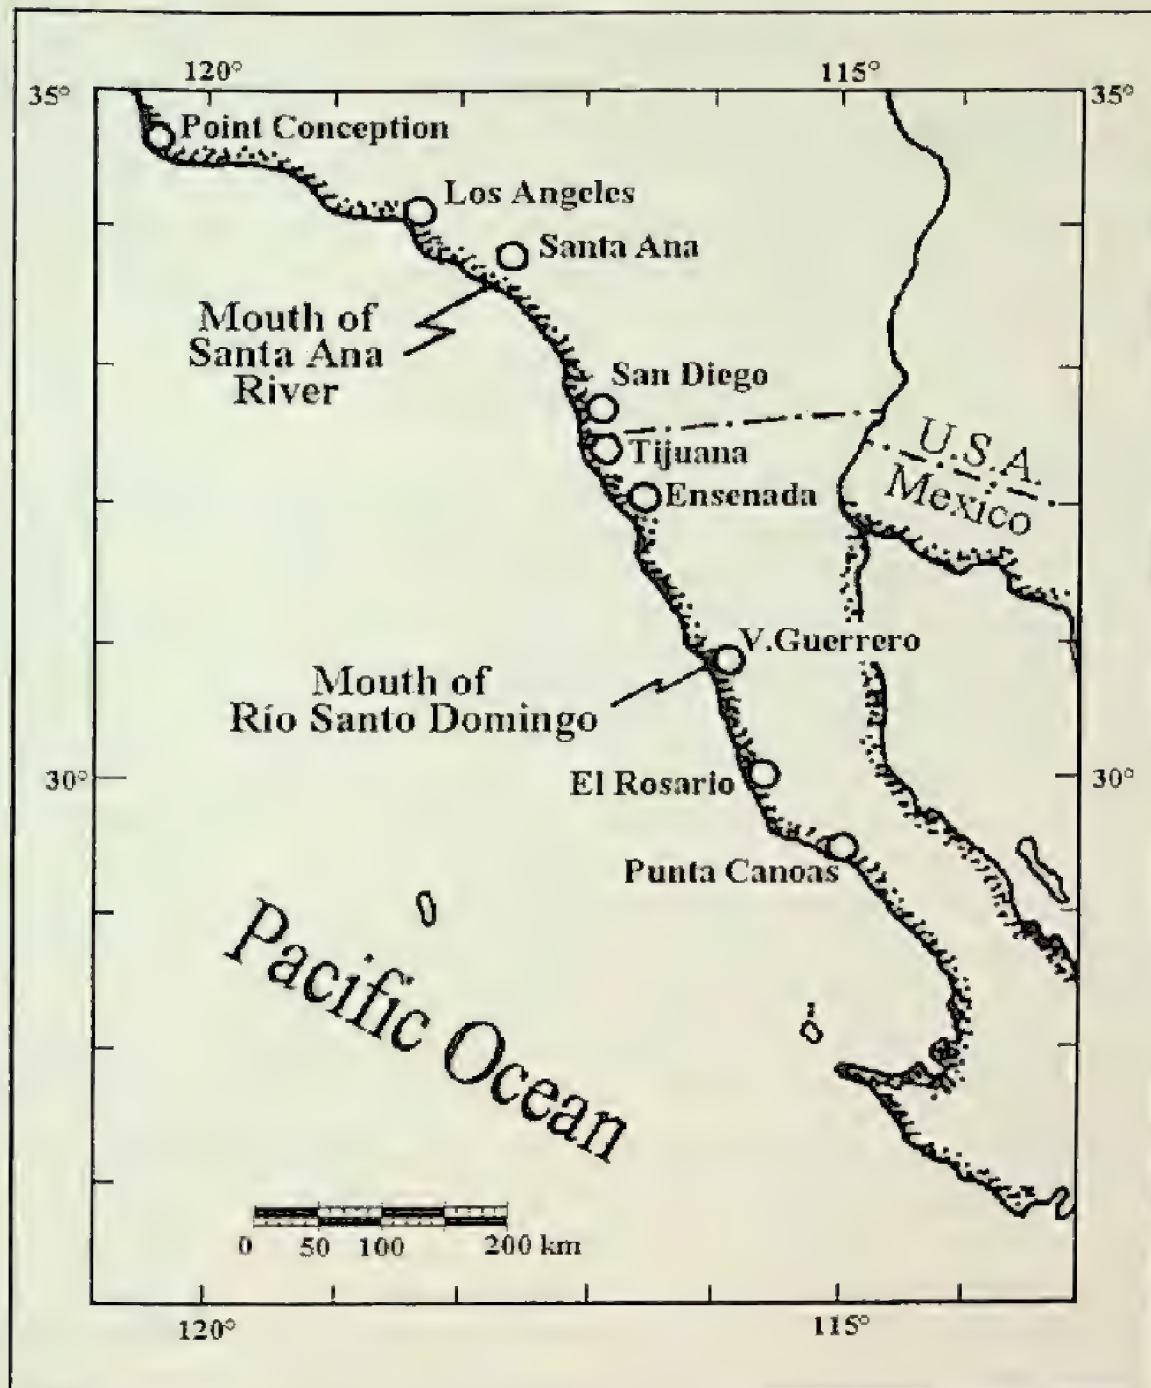 120°
115°
35°
35°
Point Conception
Los Angeles
Santa Ana
Mouth of
Santa Ana
River
San Diego
Tijuana
U.S.A.
Ensenada
Mexico
V.Guerrero
Mouth of
Río Santo Domingo
30°
30°
El Rosario
Punta Canoas
Pacific Ocean
0 50 100 200 km
120°
115°